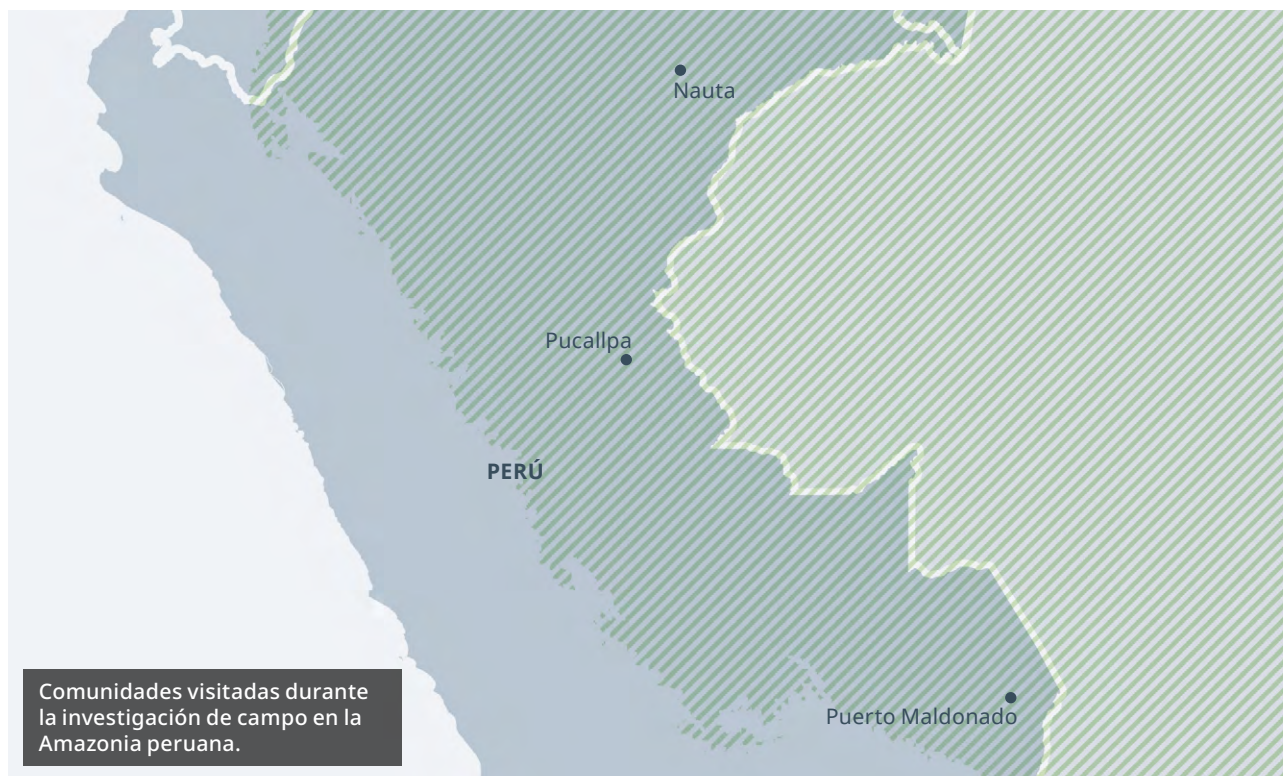 Nauta
Pucallpa
PERÚ
Comunidades visitadas durante
la investigación de campo en la
Amazonia peruana.
Puerto Maldonado